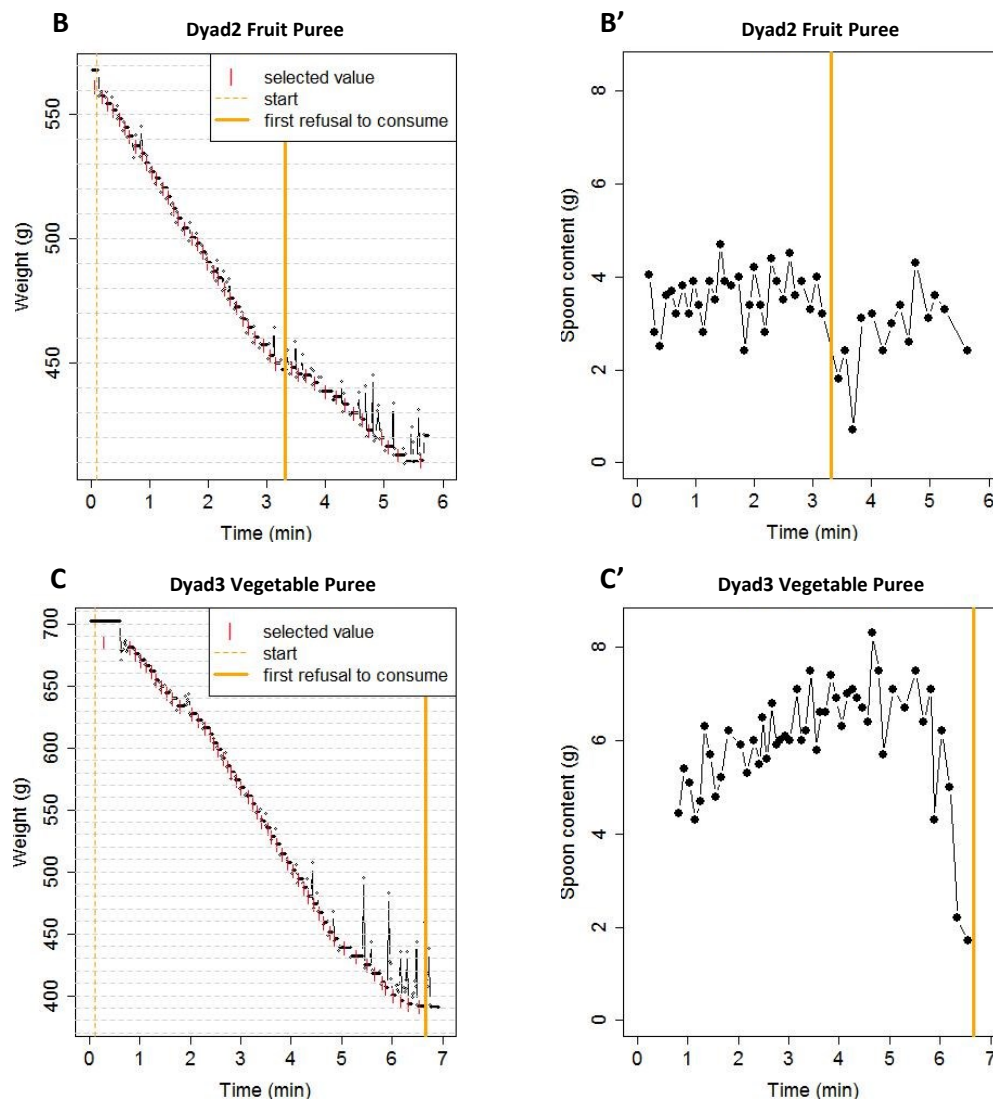 B
Dyad2 Fruit Puree
selected value
start
first refusal to consume
550
500
450
Weight (g)
0 1 2 3 4 5 6
Time (min)
B’
Dyad2 Fruit Puree
8
6
4
2
0
Spoon content (g)
0 1 2 3 4 5 6
Time (min)
C
Dyad3 Vegetable Puree
selected value
start
first refusal to consume
700
650
600
550
500
450
400
Weight (g)
0 1 2 3 4 5 6 7
Time (min)
C’
Dyad3 Vegetable Puree
8
6
4
2
0
Spoon content (g)
0 1 2 3 4 5 6 7
Time (min)